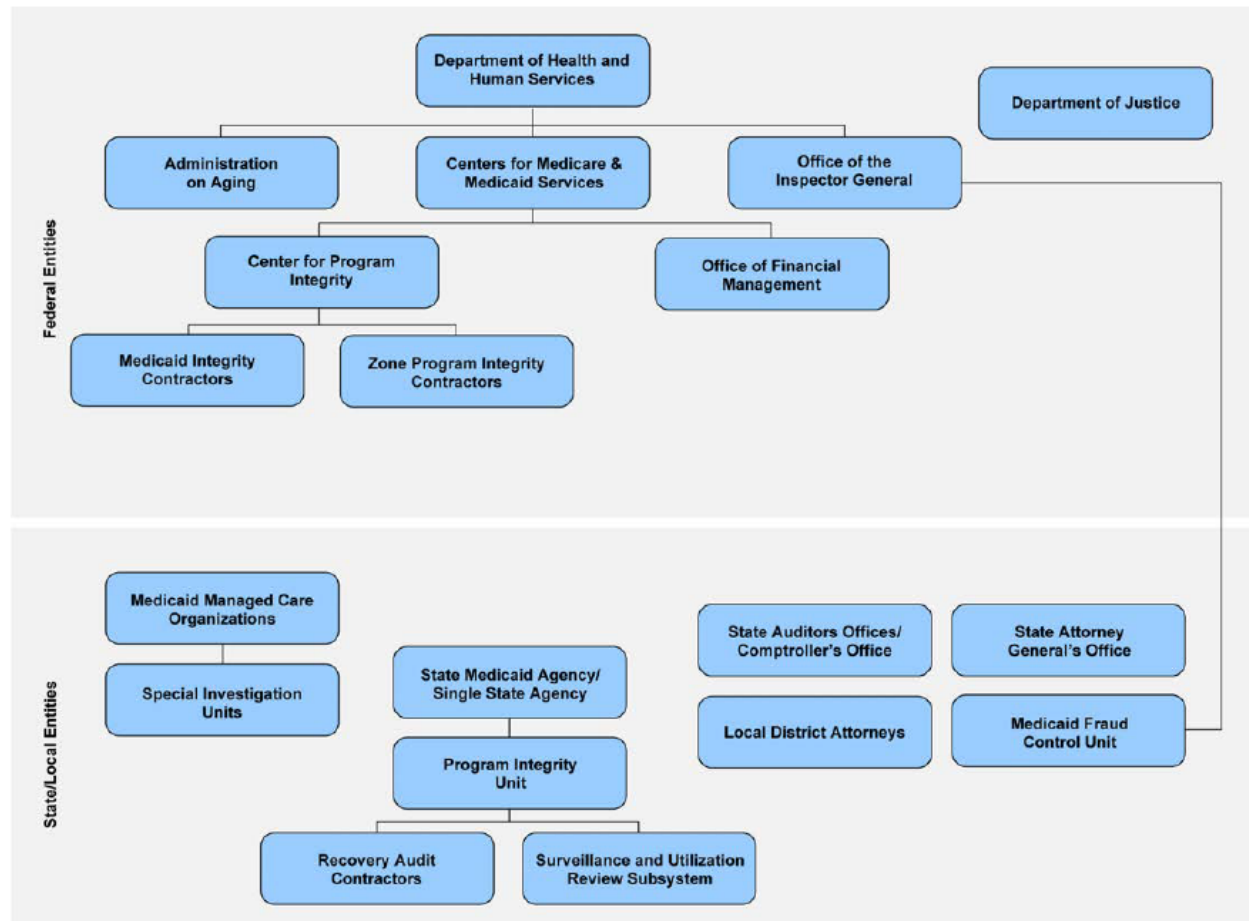 Department of Health and
Human Services
Department of Justice
Administration
on Aging
Centers for Medicare &
Medicaid Services
Office of the
Inspector General
Center for Program
Integrity
Office of Financial
Management
Medicaid Integrity
Contractors
Zone Program Integrity
Contractors
Federal Entities
Medicaid Managed Care
Organizations
Special Investigation
Units
State Medicaid Agency/
Single State Agency
Program Integrity
Unit
Recovery Audit
Contractors
Surveillance and Utilization
Review Subsystem
State Auditors Offices/
Comptroller's Office
State Attorney
General's Office
Local District Attorneys
Medicaid Fraud
Control Unit
State/Local Entities